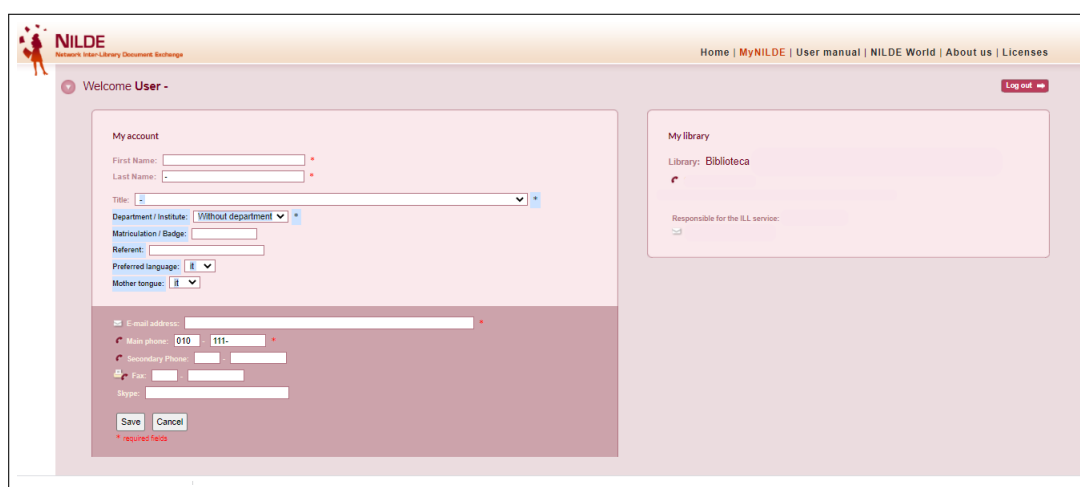 NILDE
Network Inter-Library Document Exchange
Home | MyNILDE | User manual | NILDE World | About us | Licenses
Welcome User -
Log out
My account
First Name: *
Last Name: - *
Title: - *
Department / Institute: Without department *
Matriculation / Badge:
Referent:
Preferred language: it
Mother tongue: it
E-mail address: *
Main phone: 010 - 111- *
Secondary Phone: -
Fax: -
Skype:
Save Cancel
* required fields
My library
Library: Biblioteca
Responsible for the ILL service: